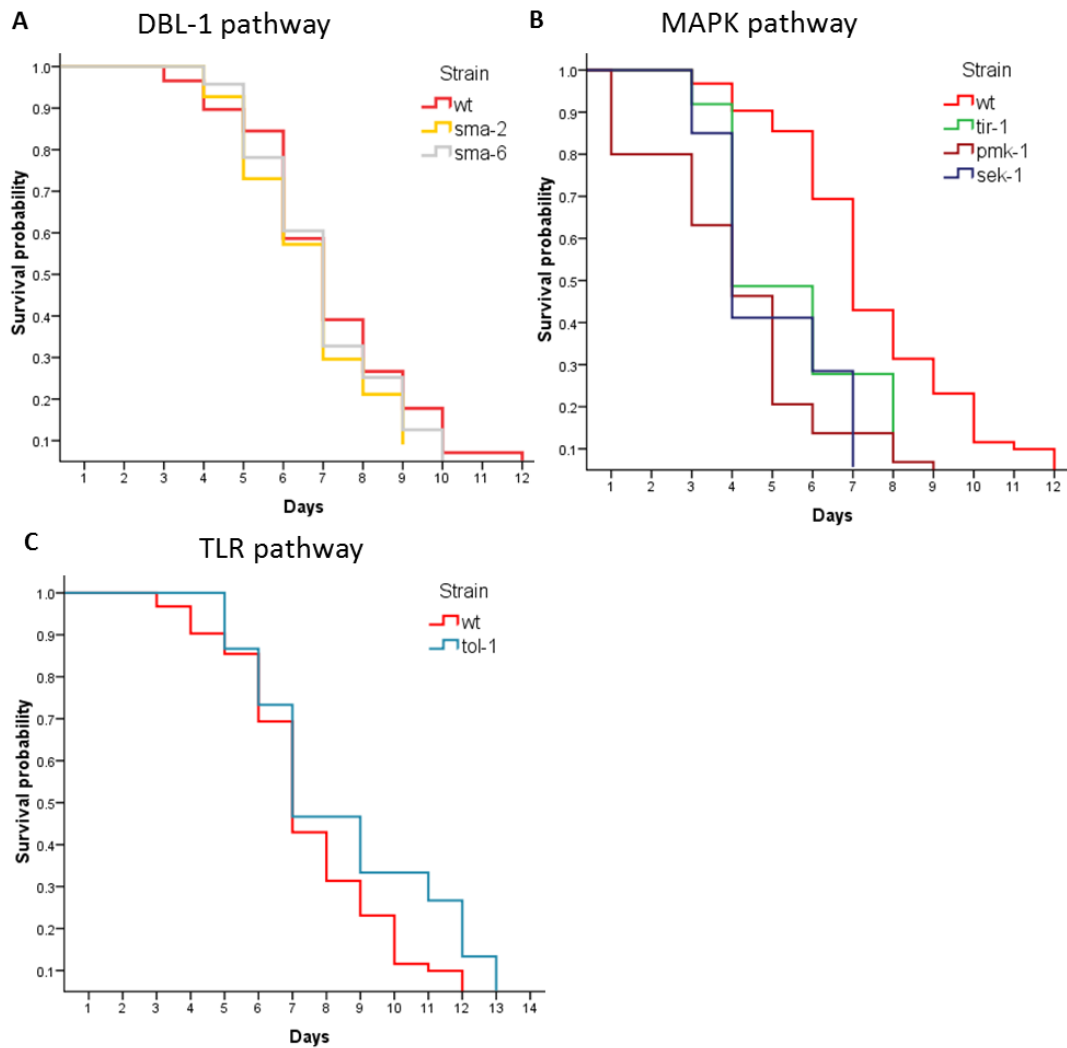 A
DBL-1 pathway
Strain
wt
sma-2
sma-6
Survival probability
1.0
0.9
0.8
0.7
0.6
0.5
0.4
0.3
0.2
0.1
1 2 3 4 5 6 7 8 9 10 11 12
Days
B
MAPK pathway
Strain
wt
tir-1
pmk-1
sek-1
Survival probability
1.0
0.9
0.8
0.7
0.6
0.5
0.4
0.3
0.2
0.1
1 2 3 4 5 6 7 8 9 10 11 12
Days
C
TLR pathway
Strain
wt
tol-1
Survival probability
1.0
0.9
0.8
0.7
0.6
0.5
0.4
0.3
0.2
0.1
1 2 3 4 5 6 7 8 9 10 11 12 13 14
Days